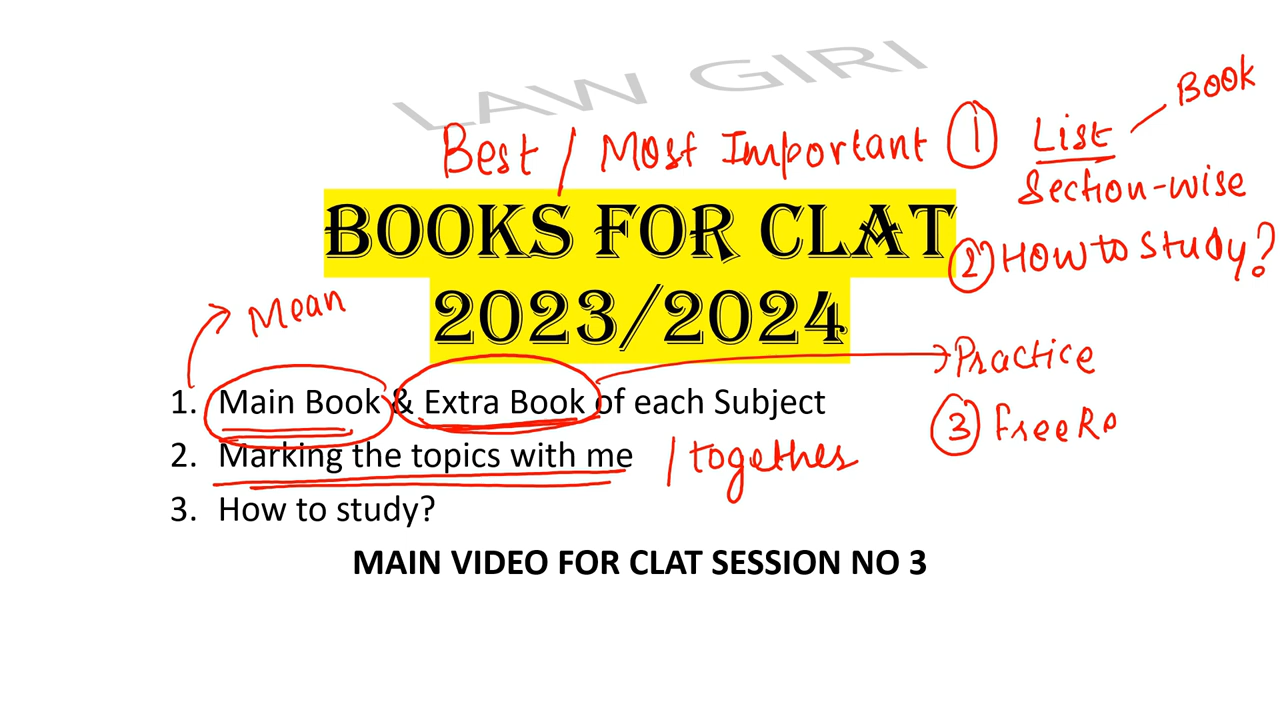 LAW GIRI
Book
Best / Most Important
① List
Section-wise
BOOKS FOR CLAT
2023/2024
② How to Study?
Mean
Practice
1. Main Book & Extra Book of each Subject
③ Free Re
2. Marking the topics with me / together
3. How to study?
MAIN VIDEO FOR CLAT SESSION NO 3